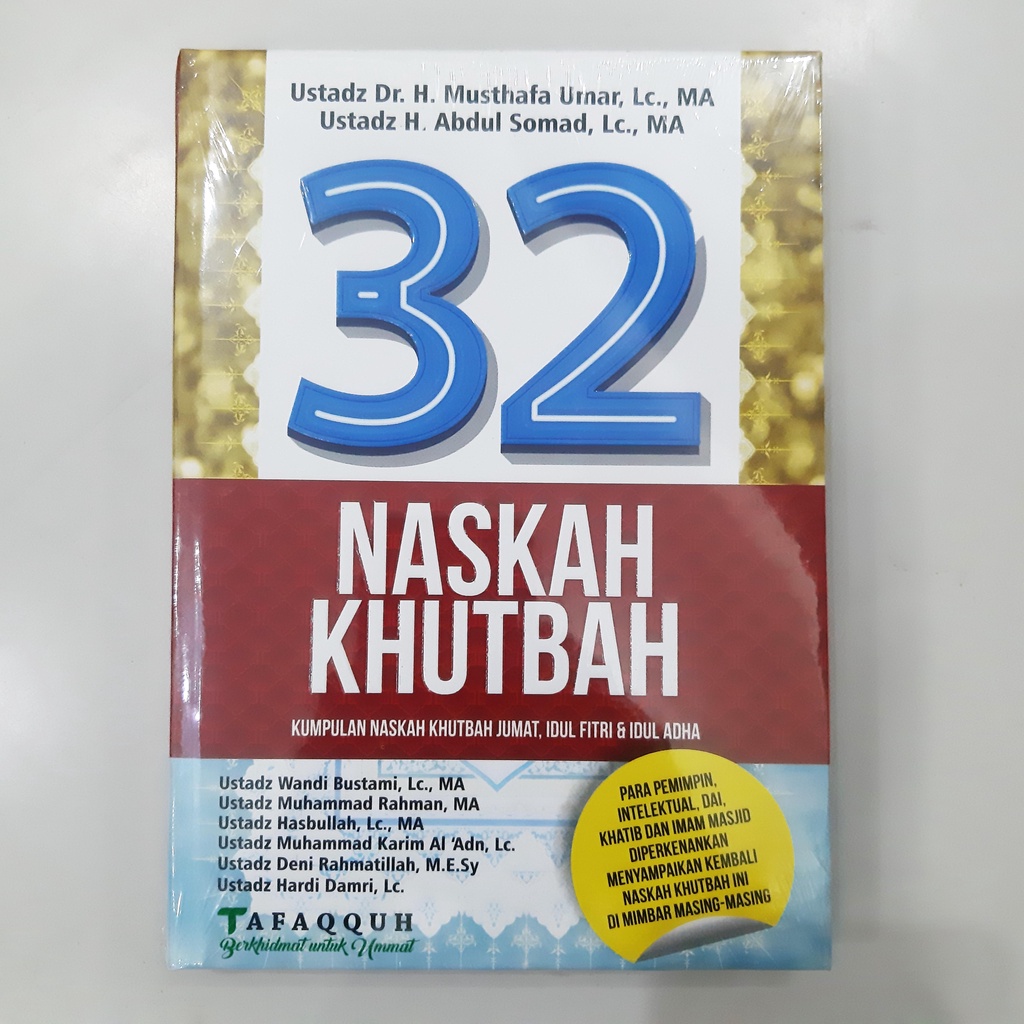 Ustadz Dr. H. Musthafa Umar, Lc., MA
Ustadz H. Abdul Somad, Lc., MA
32
NASKAH
KHUTBAH
KUMPULAN NASKAH KHUTBAH JUMAT, IDUL FITRI & IDUL ADHA
Ustadz Wandi Bustami, Lc., MA
Ustadz Muhammad Rahman, MA
Ustadz Hasbullah, Lc., MA
Ustadz Muhammad Karim Al 'Adn, Lc.
Ustadz Deni Rahmatillah, M.E.Sy
Ustadz Hardi Damri, Lc.
TAFAQQUH
Berkhidmat untuk Ummat
PARA PEMIMPIN,
INTELEKTUAL, DAI,
KHATIB DAN IMAM MASJID
DIPERKENANKAN
MENYAMPAIKAN KEMBALI
NASKAH KHUTBAH INI
DI MIMBAR MASING-MASING